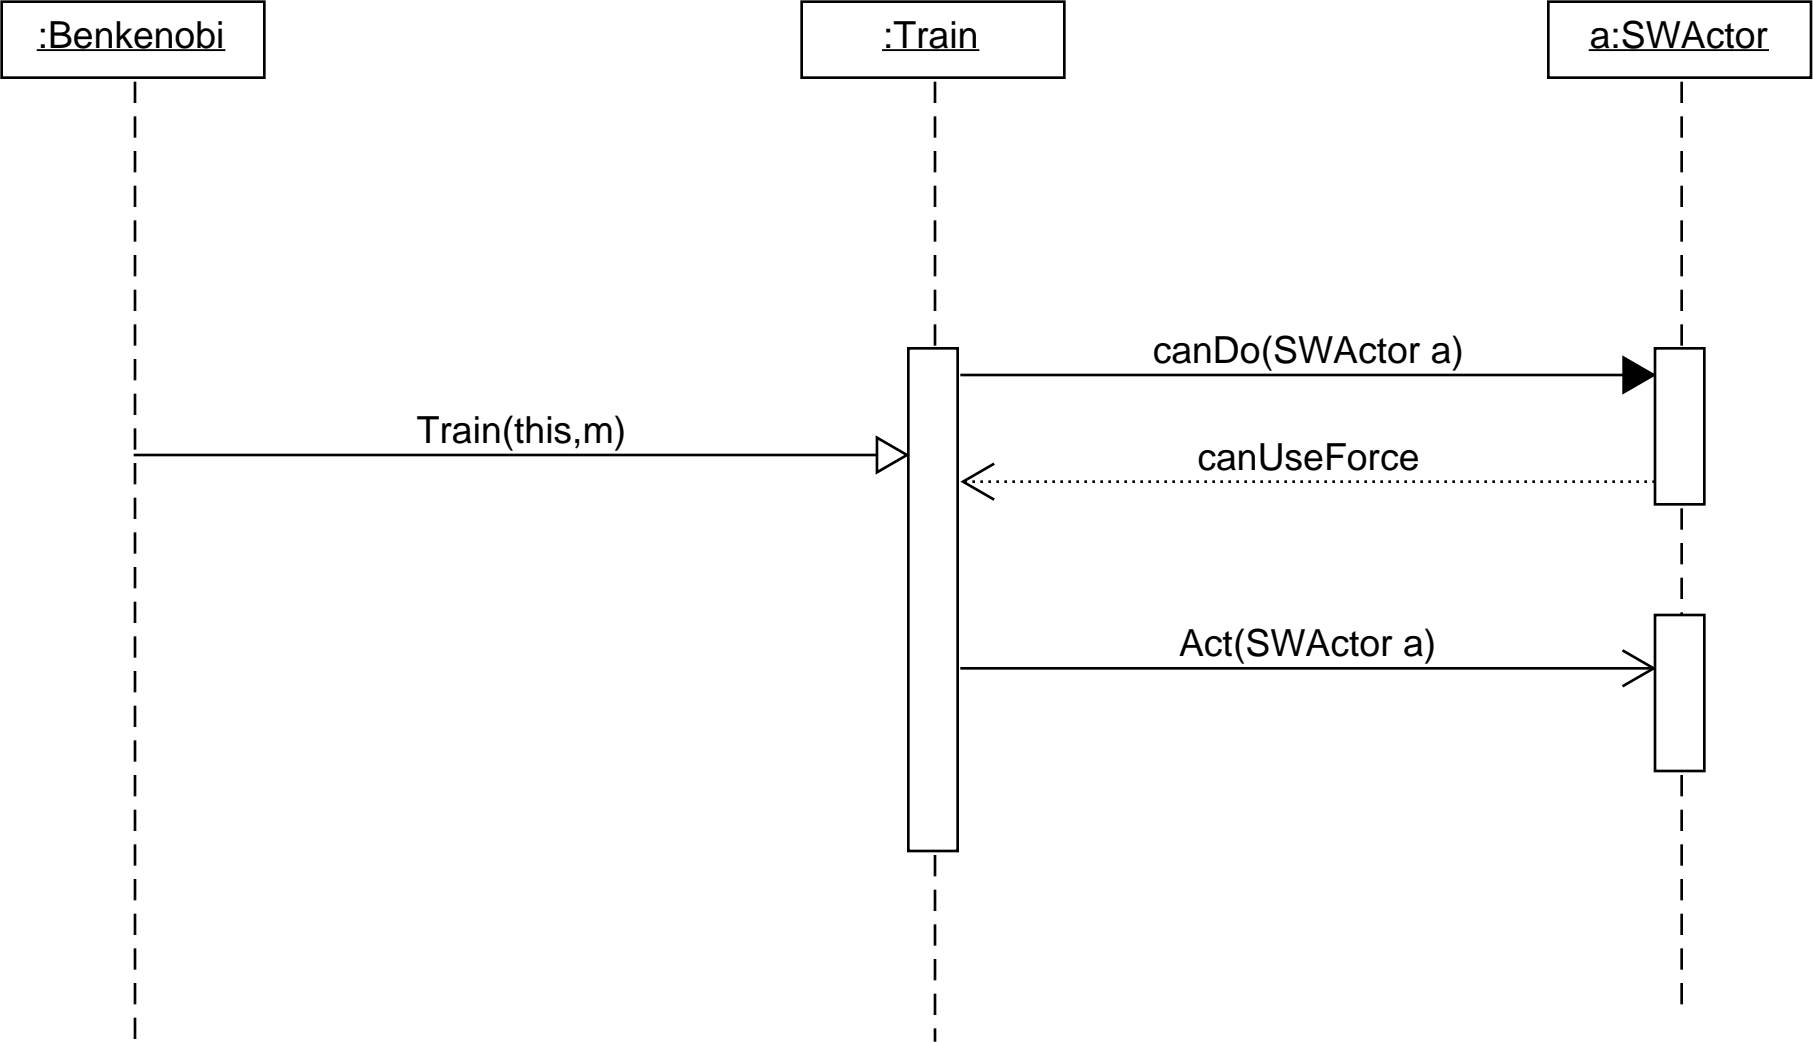 :Benkenobi
:Train
a:SWActor
canDo(SWActor a)
Train(this,m)
canUseForce
Act(SWActor a)